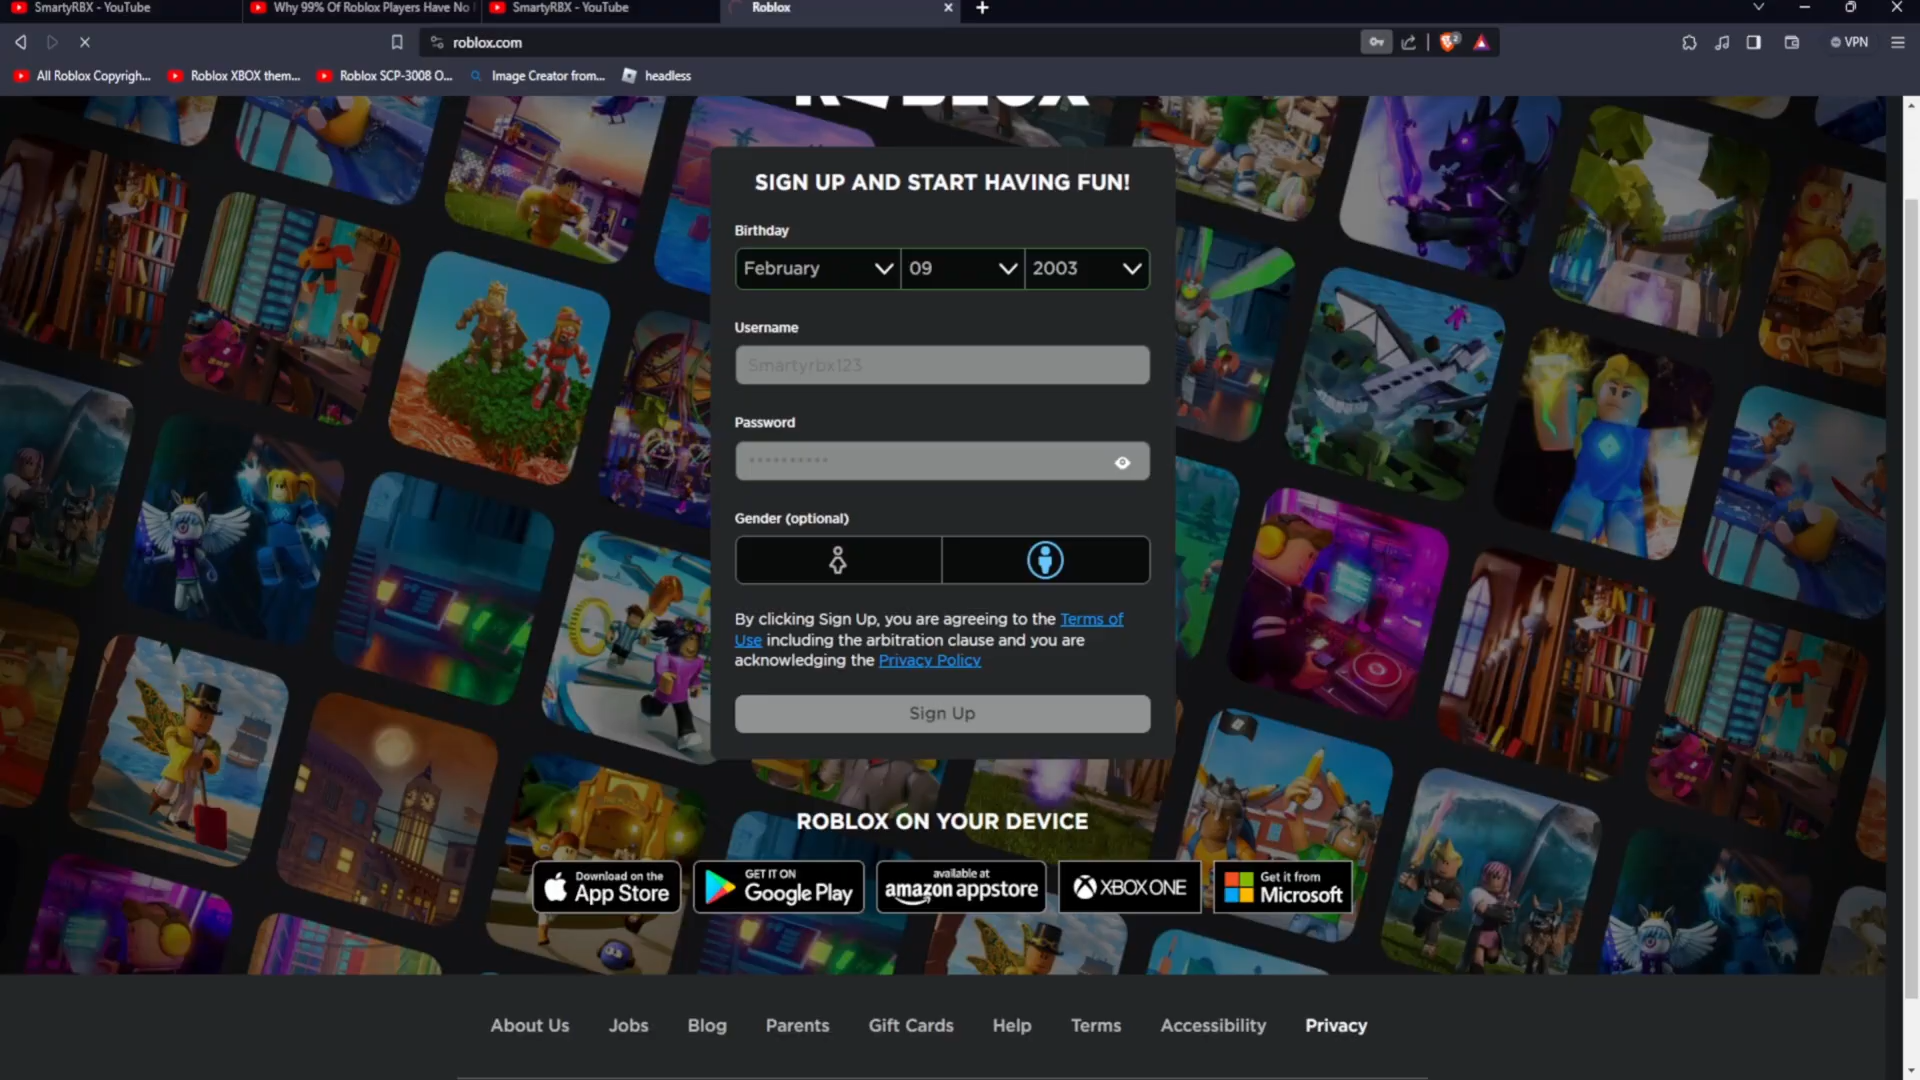 SmartyRBX - YouTube
Why 99% Of Roblox Players Have No
SmartyRBX - YouTube
Roblox
roblox.com
2
VPN
All Roblox Copyrigh...
Roblox XBOX them...
Roblox SCP-3008 O...
Image Creator from...
headless
ROBLOX
SIGN UP AND START HAVING FUN!
Birthday
February
09
2003
Username
Smartyrbx123
Password
Gender (optional)
By clicking Sign Up, you are agreeing to the Terms of
Use including the arbitration clause and you are
acknowledging the Privacy Policy
Sign Up
ROBLOX ON YOUR DEVICE
Download on the
App Store
GET IT ON
Google Play
available at
amazon appstore
XBOX ONE
Get it from
Microsoft
About Us
Jobs
Blog
Parents
Gift Cards
Help
Terms
Accessibility
Privacy